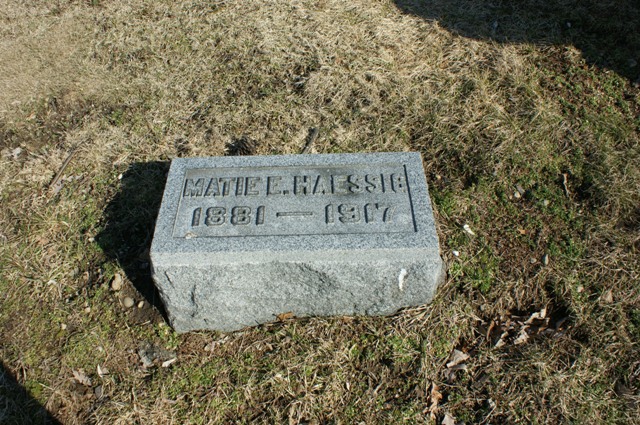 MATIE E. HAESSIG
1881 — 1917